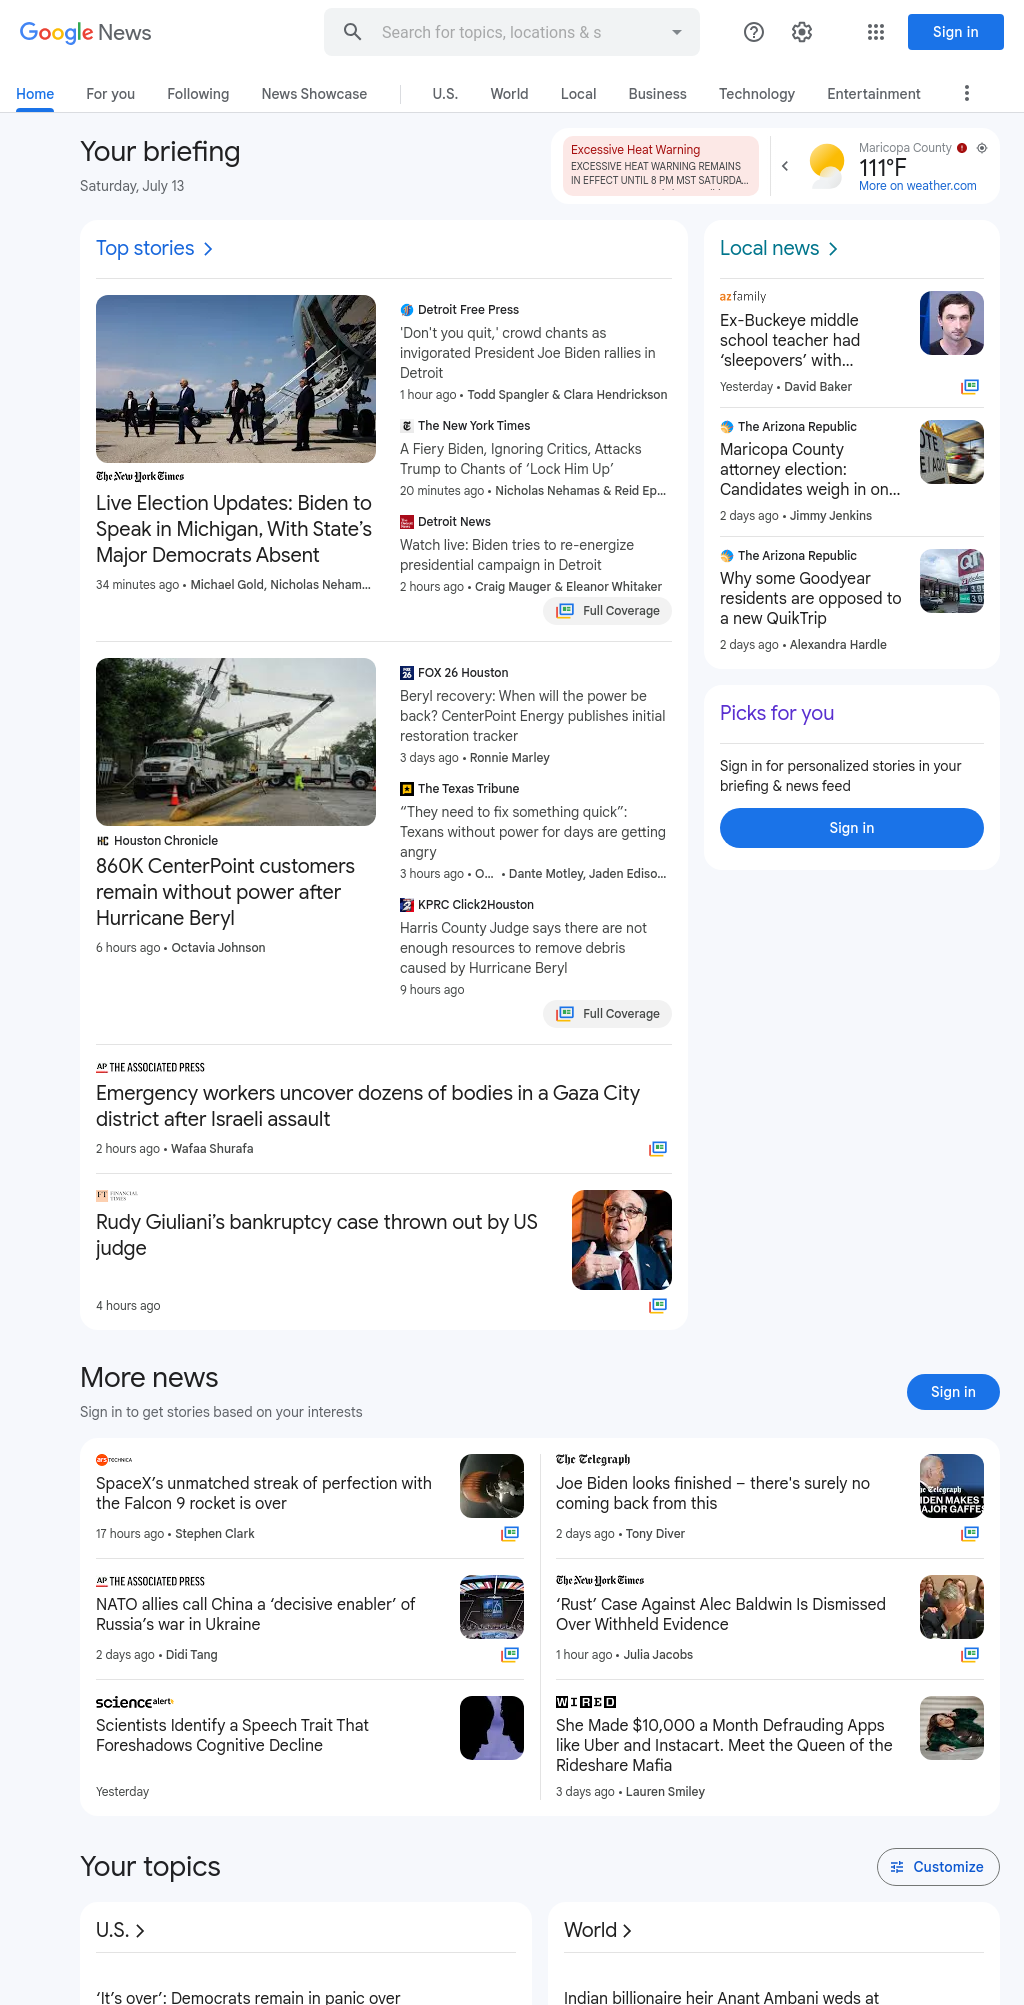 Google News
Search for topics, locations & s
Sign in
Home
For you
Following
News Showcase
U.S.
World
Local
Business
Technology
Entertainment
Your briefing
Saturday, July 13
Excessive Heat Warning
EXCESSIVE HEAT WARNING REMAINS
IN EFFECT UNTIL 8 PM MST SATURDA...
Maricopa County
111°F
More on weather.com
Top stories
The New York Times
Live Election Updates: Biden to
Speak in Michigan, With State’s
Major Democrats Absent
34 minutes ago • Michael Gold, Nicholas Neham...
Detroit Free Press
'Don't you quit,' crowd chants as
invigorated President Joe Biden rallies in
Detroit
1 hour ago • Todd Spangler & Clara Hendrickson
The New York Times
A Fiery Biden, Ignoring Critics, Attacks
Trump to Chants of ‘Lock Him Up’
20 minutes ago • Nicholas Nehamas & Reid Ep...
Detroit News
Watch live: Biden tries to re-energize
presidential campaign in Detroit
2 hours ago • Craig Mauger & Eleanor Whitaker
Full Coverage
Houston Chronicle
860K CenterPoint customers
remain without power after
Hurricane Beryl
6 hours ago • Octavia Johnson
FOX 26 Houston
Beryl recovery: When will the power be
back? CenterPoint Energy publishes initial
restoration tracker
3 days ago • Ronnie Marley
The Texas Tribune
“They need to fix something quick”:
Texans without power for days are getting
angry
3 hours ago • O... • Dante Motley, Jaden Ediso...
KPRC Click2Houston
Harris County Judge says there are not
enough resources to remove debris
caused by Hurricane Beryl
9 hours ago
Full Coverage
AP THE ASSOCIATED PRESS
Emergency workers uncover dozens of bodies in a Gaza City
district after Israeli assault
2 hours ago • Wafaa Shurafa
FT FINANCIAL TIMES
Rudy Giuliani’s bankruptcy case thrown out by US
judge
4 hours ago
Local news
azfamily
Ex-Buckeye middle
school teacher had
‘sleepovers’ with...
Yesterday • David Baker
The Arizona Republic
Maricopa County
attorney election:
Candidates weigh in on...
2 days ago • Jimmy Jenkins
The Arizona Republic
Why some Goodyear
residents are opposed to
a new QuikTrip
2 days ago • Alexandra Hardle
Picks for you
Sign in for personalized stories in your
briefing & news feed
Sign in
More news
Sign in to get stories based on your interests
Sign in
ars TECHNICA
SpaceX’s unmatched streak of perfection with
the Falcon 9 rocket is over
17 hours ago • Stephen Clark
AP THE ASSOCIATED PRESS
NATO allies call China a ‘decisive enabler’ of
Russia’s war in Ukraine
2 days ago • Didi Tang
sciencealert
Scientists Identify a Speech Trait That
Foreshadows Cognitive Decline
Yesterday
The Telegraph
Joe Biden looks finished – there's surely no
coming back from this
2 days ago • Tony Diver
The New York Times
‘Rust’ Case Against Alec Baldwin Is Dismissed
Over Withheld Evidence
1 hour ago • Julia Jacobs
WIRED
She Made $10,000 a Month Defrauding Apps
like Uber and Instacart. Meet the Queen of the
Rideshare Mafia
3 days ago • Lauren Smiley
Your topics
Customize
U.S.
World
‘It’s over’: Democrats remain in panic over
Indian billionaire heir Anant Ambani weds at